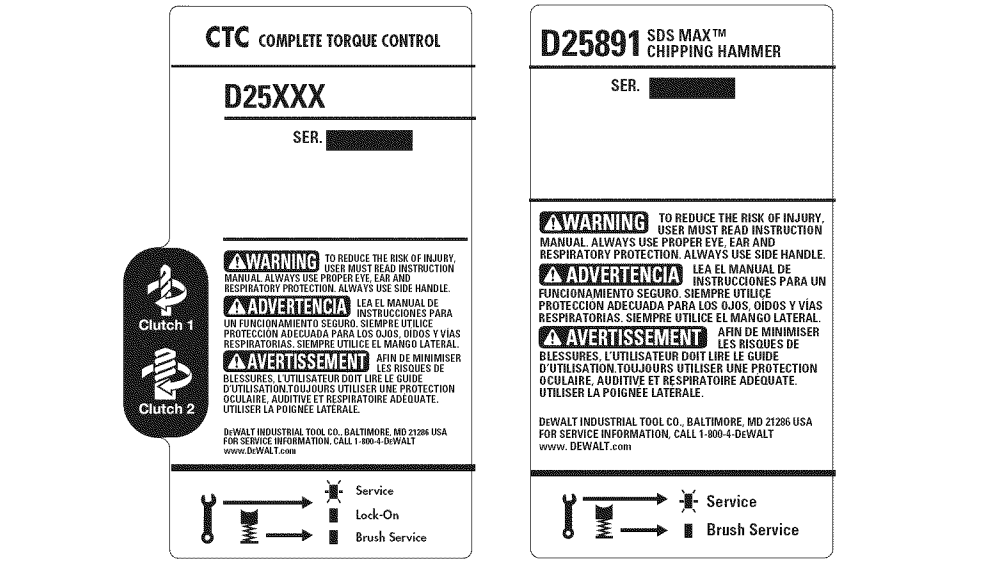 CTC COMPLETE TORQUE CONTROL
D25XXX
SER.
Clutch 1
Clutch 2
WARNING TO REDUCE THE RISK OF INJURY,
USER MUST READ INSTRUCTION
MANUAL. ALWAYS USE PROPER EYE, EAR AND
RESPIRATORY PROTECTION. ALWAYS USE SIDE HANDLE.
ADVERTENCIA LEA EL MANUAL DE
INSTRUCCIONES PARA
UN FUNCIONAMIENTO SEGURO. SIEMPRE UTILICE
PROTECCIÓN ADECUADA PARA LOS OJOS, OÍDOS Y VÍAS
RESPIRATORIAS. SIEMPRE UTILICE EL MANGO LATERAL.
AVERTISSEMENT AFIN DE MINIMISER
LES RISQUES DE
BLESSURES, L'UTILISATEUR DOIT LIRE LE GUIDE
D'UTILISATION.TOUJOURS UTILISER UNE PROTECTION
OCULAIRE, AUDITIVE ET RESPIRATOIRE ADÉQUATE.
UTILISER LA POIGNÉE LATÉRALE.
DEWALT INDUSTRIAL TOOL CO., BALTIMORE, MD 21286 USA
FOR SERVICE INFORMATION, CALL 1-800-4-DEWALT
www.DEWALT.com
Service
Lock-On
Brush Service
D25891 SDS MAX™
CHIPPING HAMMER
SER.
WARNING TO REDUCE THE RISK OF INJURY,
USER MUST READ INSTRUCTION
MANUAL. ALWAYS USE PROPER EYE, EAR AND
RESPIRATORY PROTECTION. ALWAYS USE SIDE HANDLE.
ADVERTENCIA LEA EL MANUAL DE
INSTRUCCIONES PARA UN
FUNCIONAMIENTO SEGURO. SIEMPRE UTILICE
PROTECCIÓN ADECUADA PARA LOS OJOS, OÍDOS Y VÍAS
RESPIRATORIAS. SIEMPRE UTILICE EL MANGO LATERAL.
AVERTISSEMENT AFIN DE MINIMISER
LES RISQUES DE
BLESSURES, L'UTILISATEUR DOIT LIRE LE GUIDE
D'UTILISATION.TOUJOURS UTILISER UNE PROTECTION
OCULAIRE, AUDITIVE ET RESPIRATOIRE ADÉQUATE.
UTILISER LA POIGNÉE LATÉRALE.
DEWALT INDUSTRIAL TOOL CO., BALTIMORE, MD 21286 USA
FOR SERVICE INFORMATION, CALL 1-800-4-DEWALT
www. DEWALT.com
Service
Brush Service